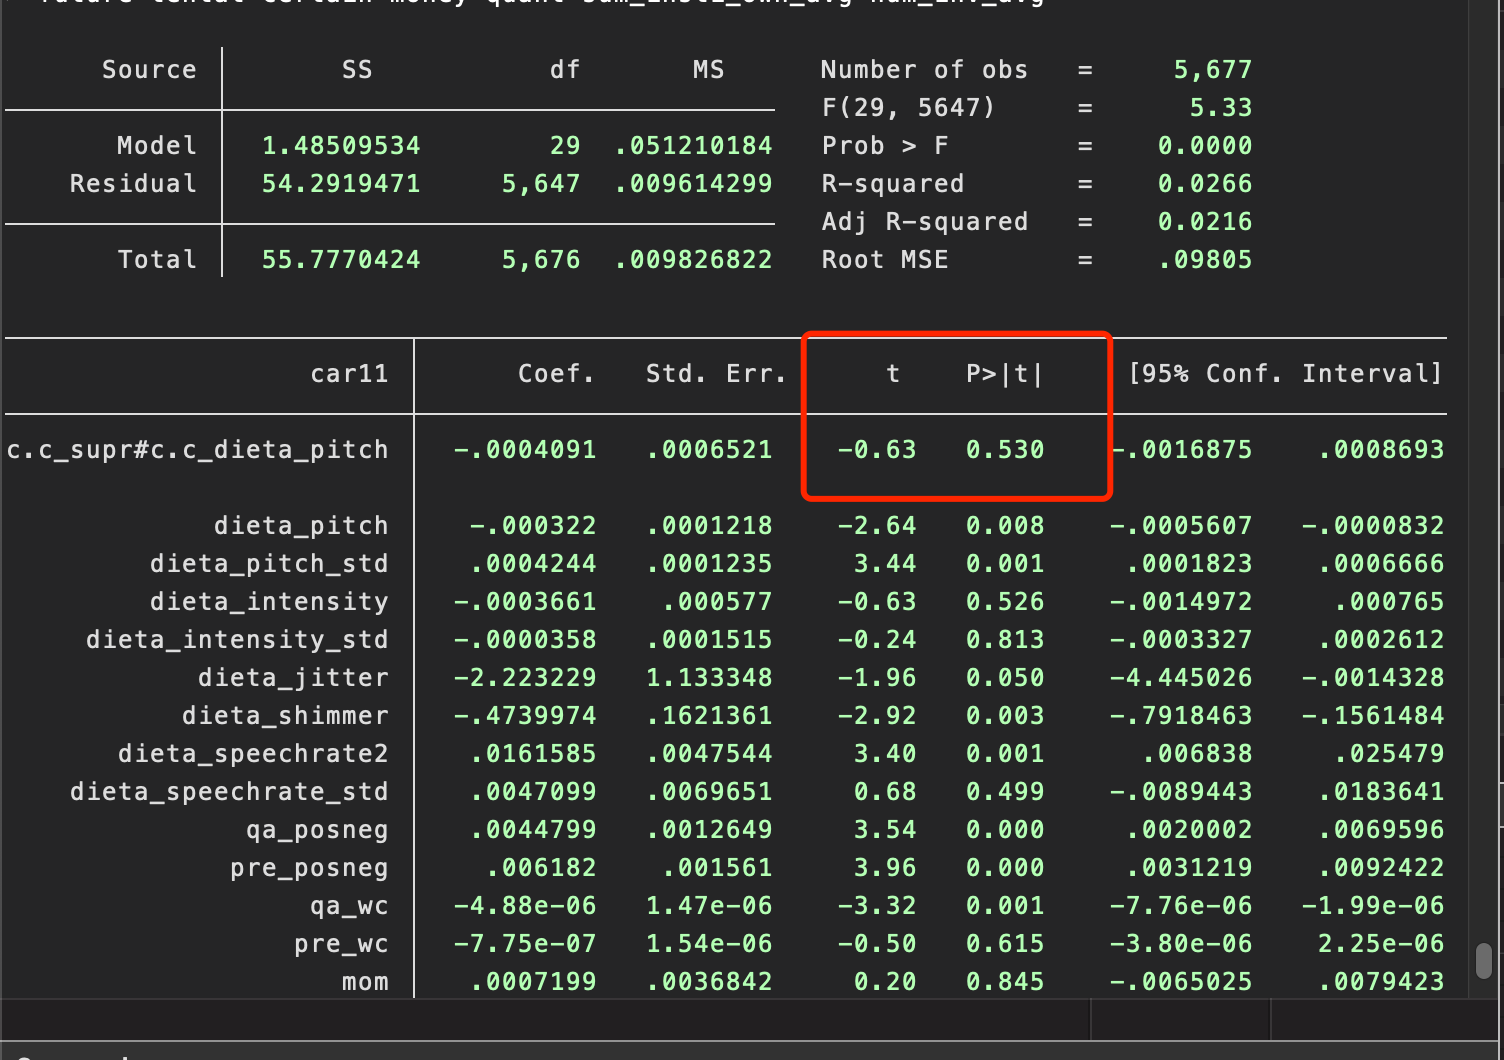 future tentat certain money quant sum_insti_own_avg num_inv_avg
Source SS df MS Number of obs = 5,677
F(29, 5647) = 5.33
Model 1.48509534 29 .051210184 Prob > F = 0.0000
Residual 54.2919471 5,647 .009614299 R-squared = 0.0266
Adj R-squared = 0.0216
Total 55.7770424 5,676 .009826822 Root MSE = .09805
car11 Coef. Std. Err. t P>|t| [95% Conf. Interval]
c.c_supr#c.c_dieta_pitch -.0004091 .0006521 -0.63 0.530 -.0016875 .0008693
dieta_pitch -.000322 .0001218 -2.64 0.008 -.0005607 -.0000832
dieta_pitch_std .0004244 .0001235 3.44 0.001 .0001823 .0006666
dieta_intensity -.0003661 .000577 -0.63 0.526 -.0014972 .000765
dieta_intensity_std -.0000358 .0001515 -0.24 0.813 -.0003327 .0002612
dieta_jitter -2.223229 1.133348 -1.96 0.050 -4.445026 -.0014328
dieta_shimmer -.4739974 .1621361 -2.92 0.003 -.7918463 -.1561484
dieta_speechrate2 .0161585 .0047544 3.40 0.001 .006838 .025479
dieta_speechrate_std .0047099 .0069651 0.68 0.499 -.0089443 .0183641
qa_posneg .0044799 .0012649 3.54 0.000 .0020002 .0069596
pre_posneg .006182 .001561 3.96 0.000 .0031219 .0092422
qa_wc -4.88e-06 1.47e-06 -3.32 0.001 -7.76e-06 -1.99e-06
pre_wc -7.75e-07 1.54e-06 -0.50 0.615 -3.80e-06 2.25e-06
mom .0007199 .0036842 0.20 0.845 -.0065025 .0079423